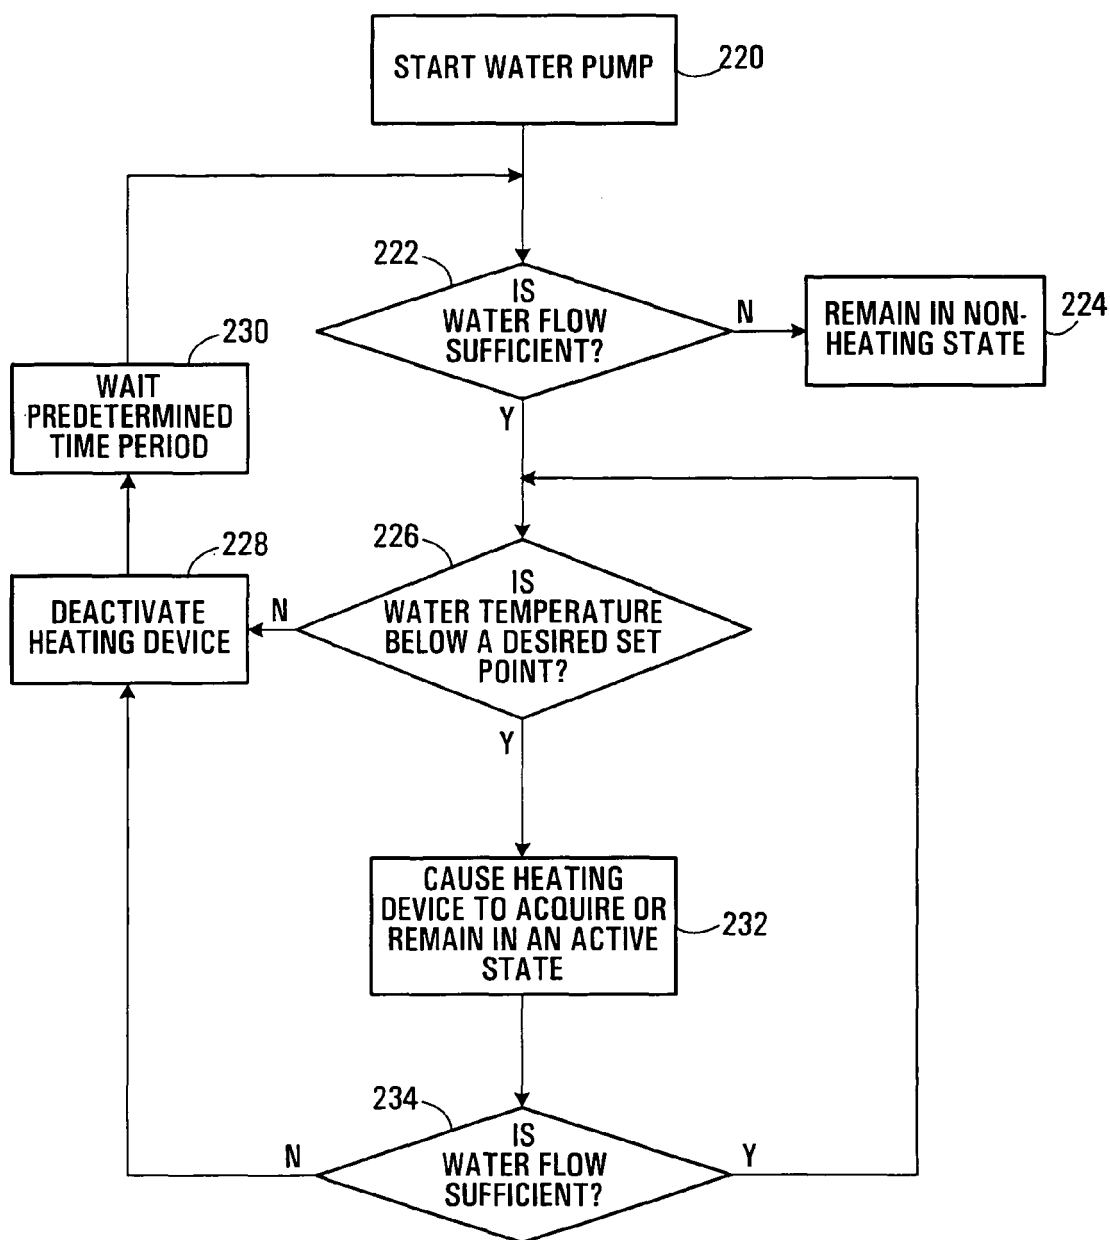 START WATER PUMP
220
222
IS
WATER FLOW
SUFFICIENT?
N
REMAIN IN NON-
HEATING STATE
224
Y
230
WAIT
PREDETERMINED
TIME PERIOD
228
DEACTIVATE
HEATING DEVICE
N
226
IS
WATER TEMPERATURE
BELOW A DESIRED SET
POINT?
Y
CAUSE HEATING
DEVICE TO ACQUIRE OR
REMAIN IN AN ACTIVE
STATE
232
234
N
IS
WATER FLOW
SUFFICIENT?
Y